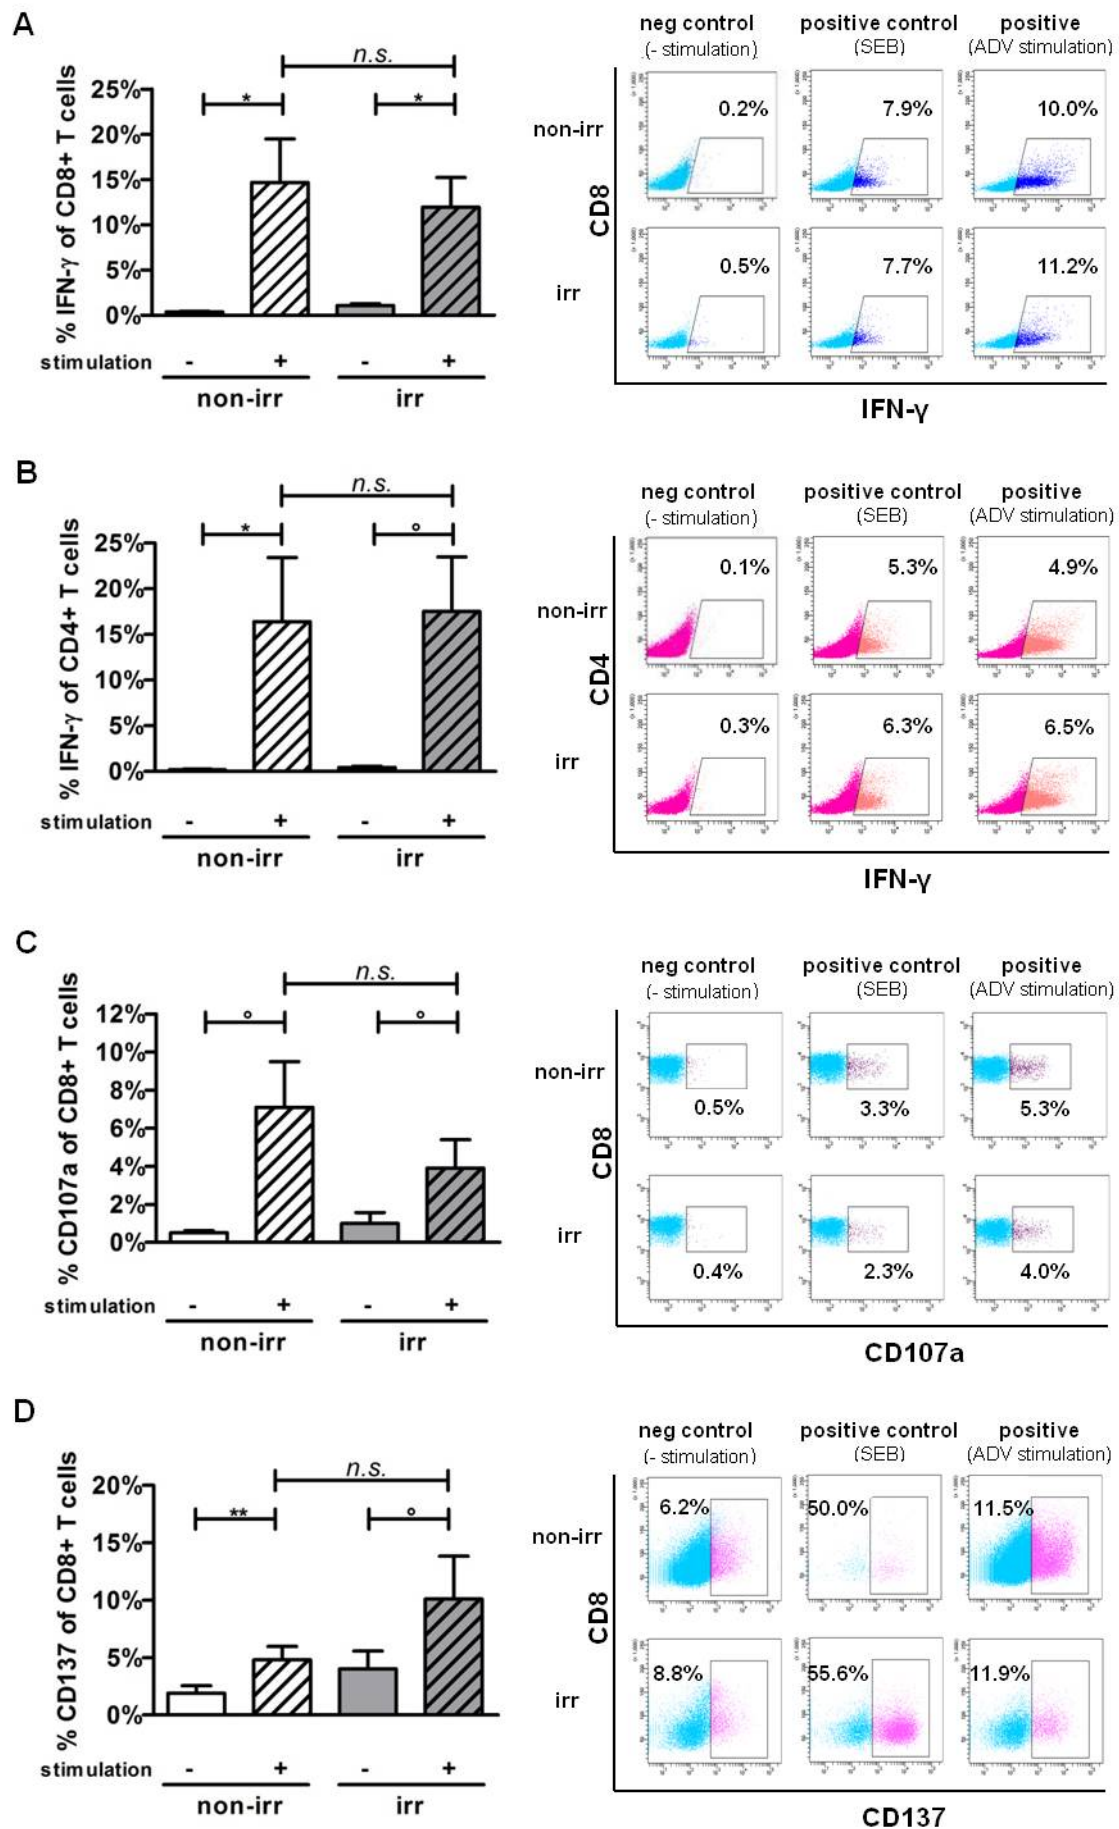 A
n.s.
* *
25%
20%
15%
10%
5%
0%
% IFN-γ of CD8+ T cells
stimulation - + - +
non-irr irr
neg control positive control positive
(- stimulation) (SEB) (ADV stimulation)
non-irr 0.2% 7.9% 10.0%
irr 0.5% 7.7% 11.2%
CD8
IFN-γ
B
n.s.
* °
25%
20%
15%
10%
5%
0%
% IFN-γ of CD4+ T cells
stimulation - + - +
non-irr irr
neg control positive control positive
(- stimulation) (SEB) (ADV stimulation)
non-irr 0.1% 5.3% 4.9%
irr 0.3% 6.3% 6.5%
CD4
IFN-γ
C
n.s.
° °
12%
10%
8%
6%
4%
2%
0%
% CD107a of CD8+ T cells
stimulation - + - +
non-irr irr
neg control positive control positive
(- stimulation) (SEB) (ADV stimulation)
non-irr 0.5% 3.3% 5.3%
irr 0.4% 2.3% 4.0%
CD8
CD107a
D
n.s.
** °
20%
15%
10%
5%
0%
% CD137 of CD8+ T cells
stimulation - + - +
non-irr irr
neg control positive control positive
(- stimulation) (SEB) (ADV stimulation)
non-irr 6.2% 50.0% 11.5%
irr 8.8% 55.6% 11.9%
CD8
CD137